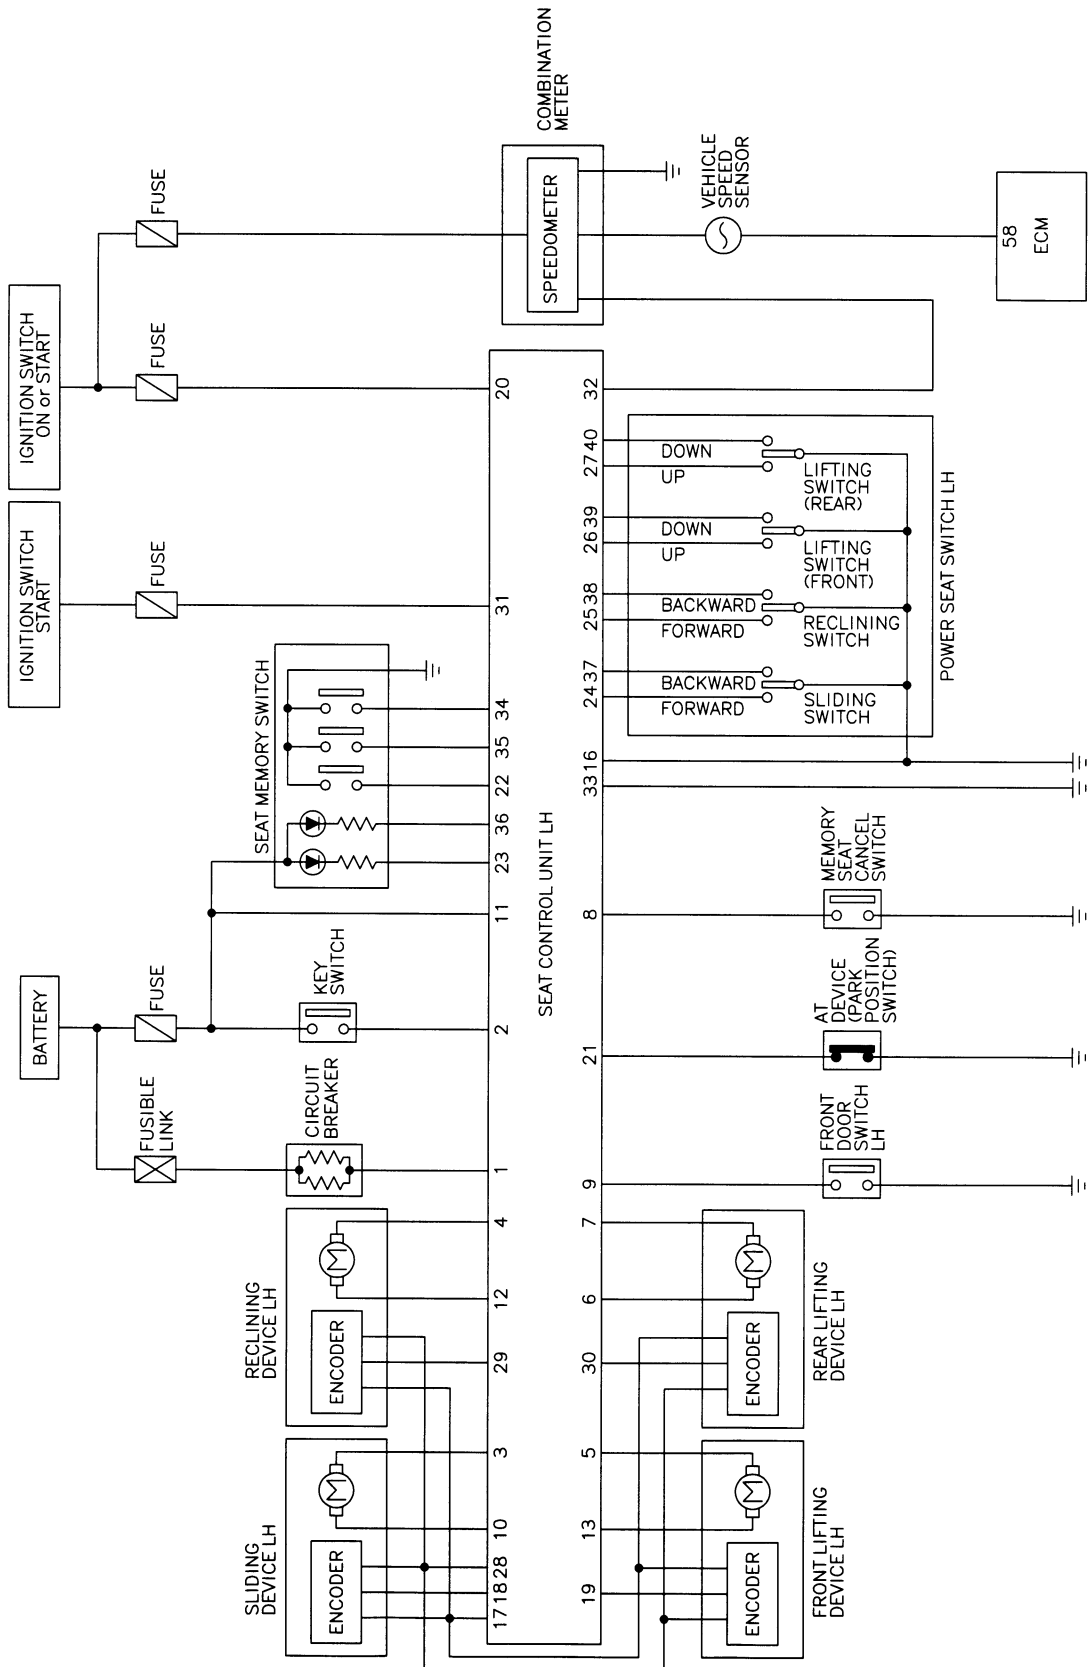 IGNITION SWITCH
ON or START
IGNITION SWITCH
START
BATTERY
FUSE
FUSE
FUSE
FUSE
FUSIBLE
LINK
COMBINATION
METER
SPEEDOMETER
VEHICLE
SPEED
SENSOR
58
ECM
SEAT MEMORY SWITCH
KEY
SWITCH
CIRCUIT
BREAKER
RECLINING
DEVICE LH
ENCODER
M
SLIDING
DEVICE LH
ENCODER
M
17 18 28 10 3 29 12 4 1 2 11 23 36 22 35 34 31 20
SEAT CONTROL UNIT LH
19 13 5 30 6 7 9 21 8 33 16 24 37 25 38 26 39 27 40 32
FORWARD
BACKWARD
SLIDING
SWITCH
FORWARD
BACKWARD
RECLINING
SWITCH
UP
DOWN
LIFTING
SWITCH
(FRONT)
UP
DOWN
LIFTING
SWITCH
(REAR)
POWER SEAT SWITCH LH
MEMORY
SEAT
CANCEL
SWITCH
AT
DEVICE
(PARK
POSITION
SWITCH)
FRONT
DOOR
SWITCH
LH
ENCODER
M
REAR LIFTING
DEVICE LH
ENCODER
M
FRONT LIFTING
DEVICE LH